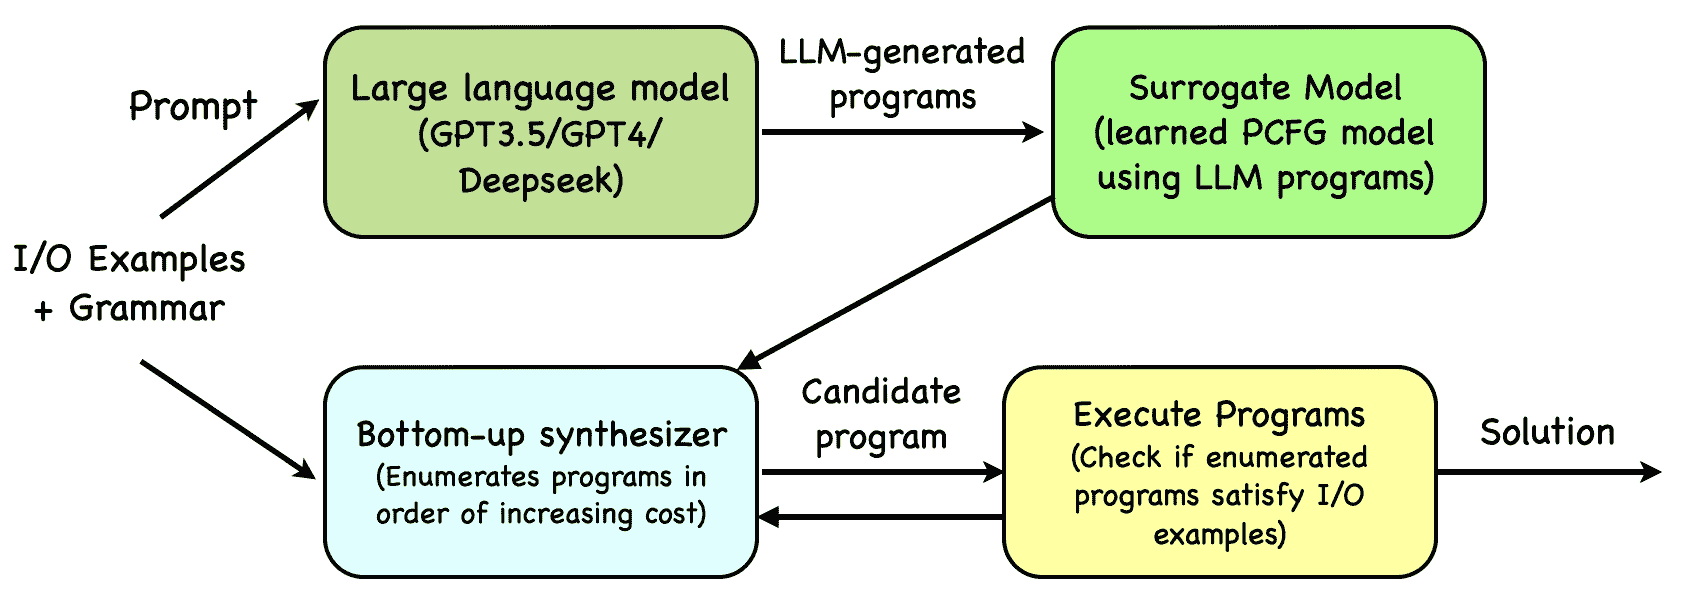 Prompt
Large language model
(GPT3.5/GPT4/
Deepseek)
LLM-generated
programs
Surrogate Model
(learned PCFG model
using LLM programs)
I/O Examples
+ Grammar
Bottom-up synthesizer
(Enumerates programs in
order of increasing cost)
Candidate
program
Execute Programs
(Check if enumerated
programs satisfy I/O
examples)
Solution